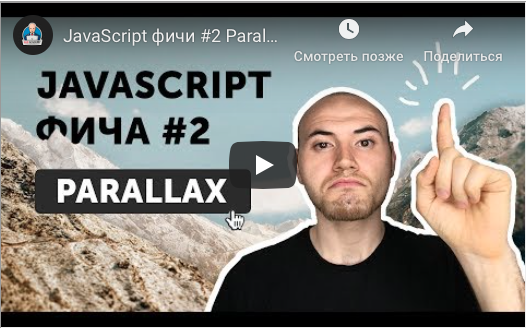 JavaScript фичи #2 Paral...
Смотреть позже
Поделиться
JAVASCRIPT
ФИЧА #2
PARALLAX